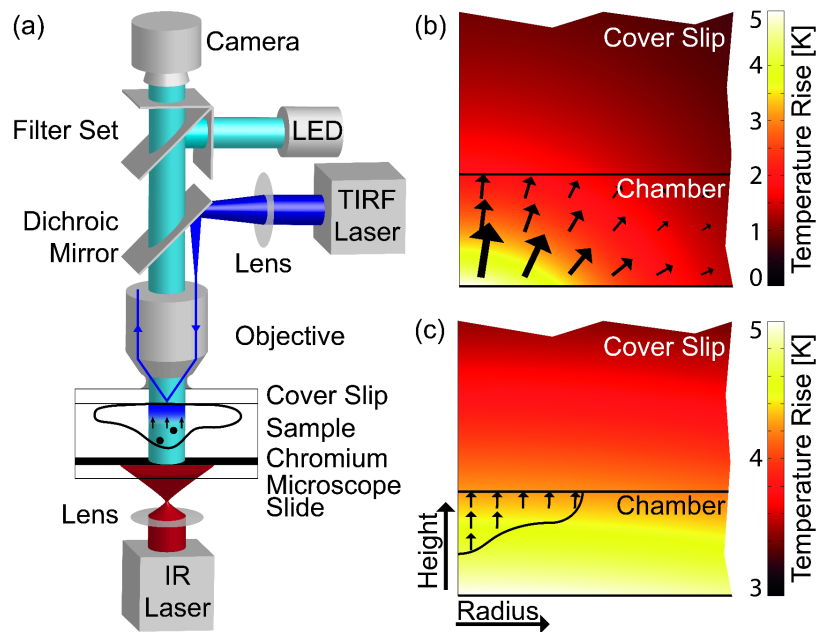 (a)
Camera
Filter Set
LED
Dichroic
Mirror
TIRF
Laser
Lens
Objective
Cover Slip
Sample
Chromium
Microscope
Slide
Lens
IR
Laser
(b)
Cover Slip
Chamber
5
4
3
2
1
0
Temperature Rise [K]
(c)
Cover Slip
Chamber
Height
Radius
5
4
3
Temperature Rise [K]